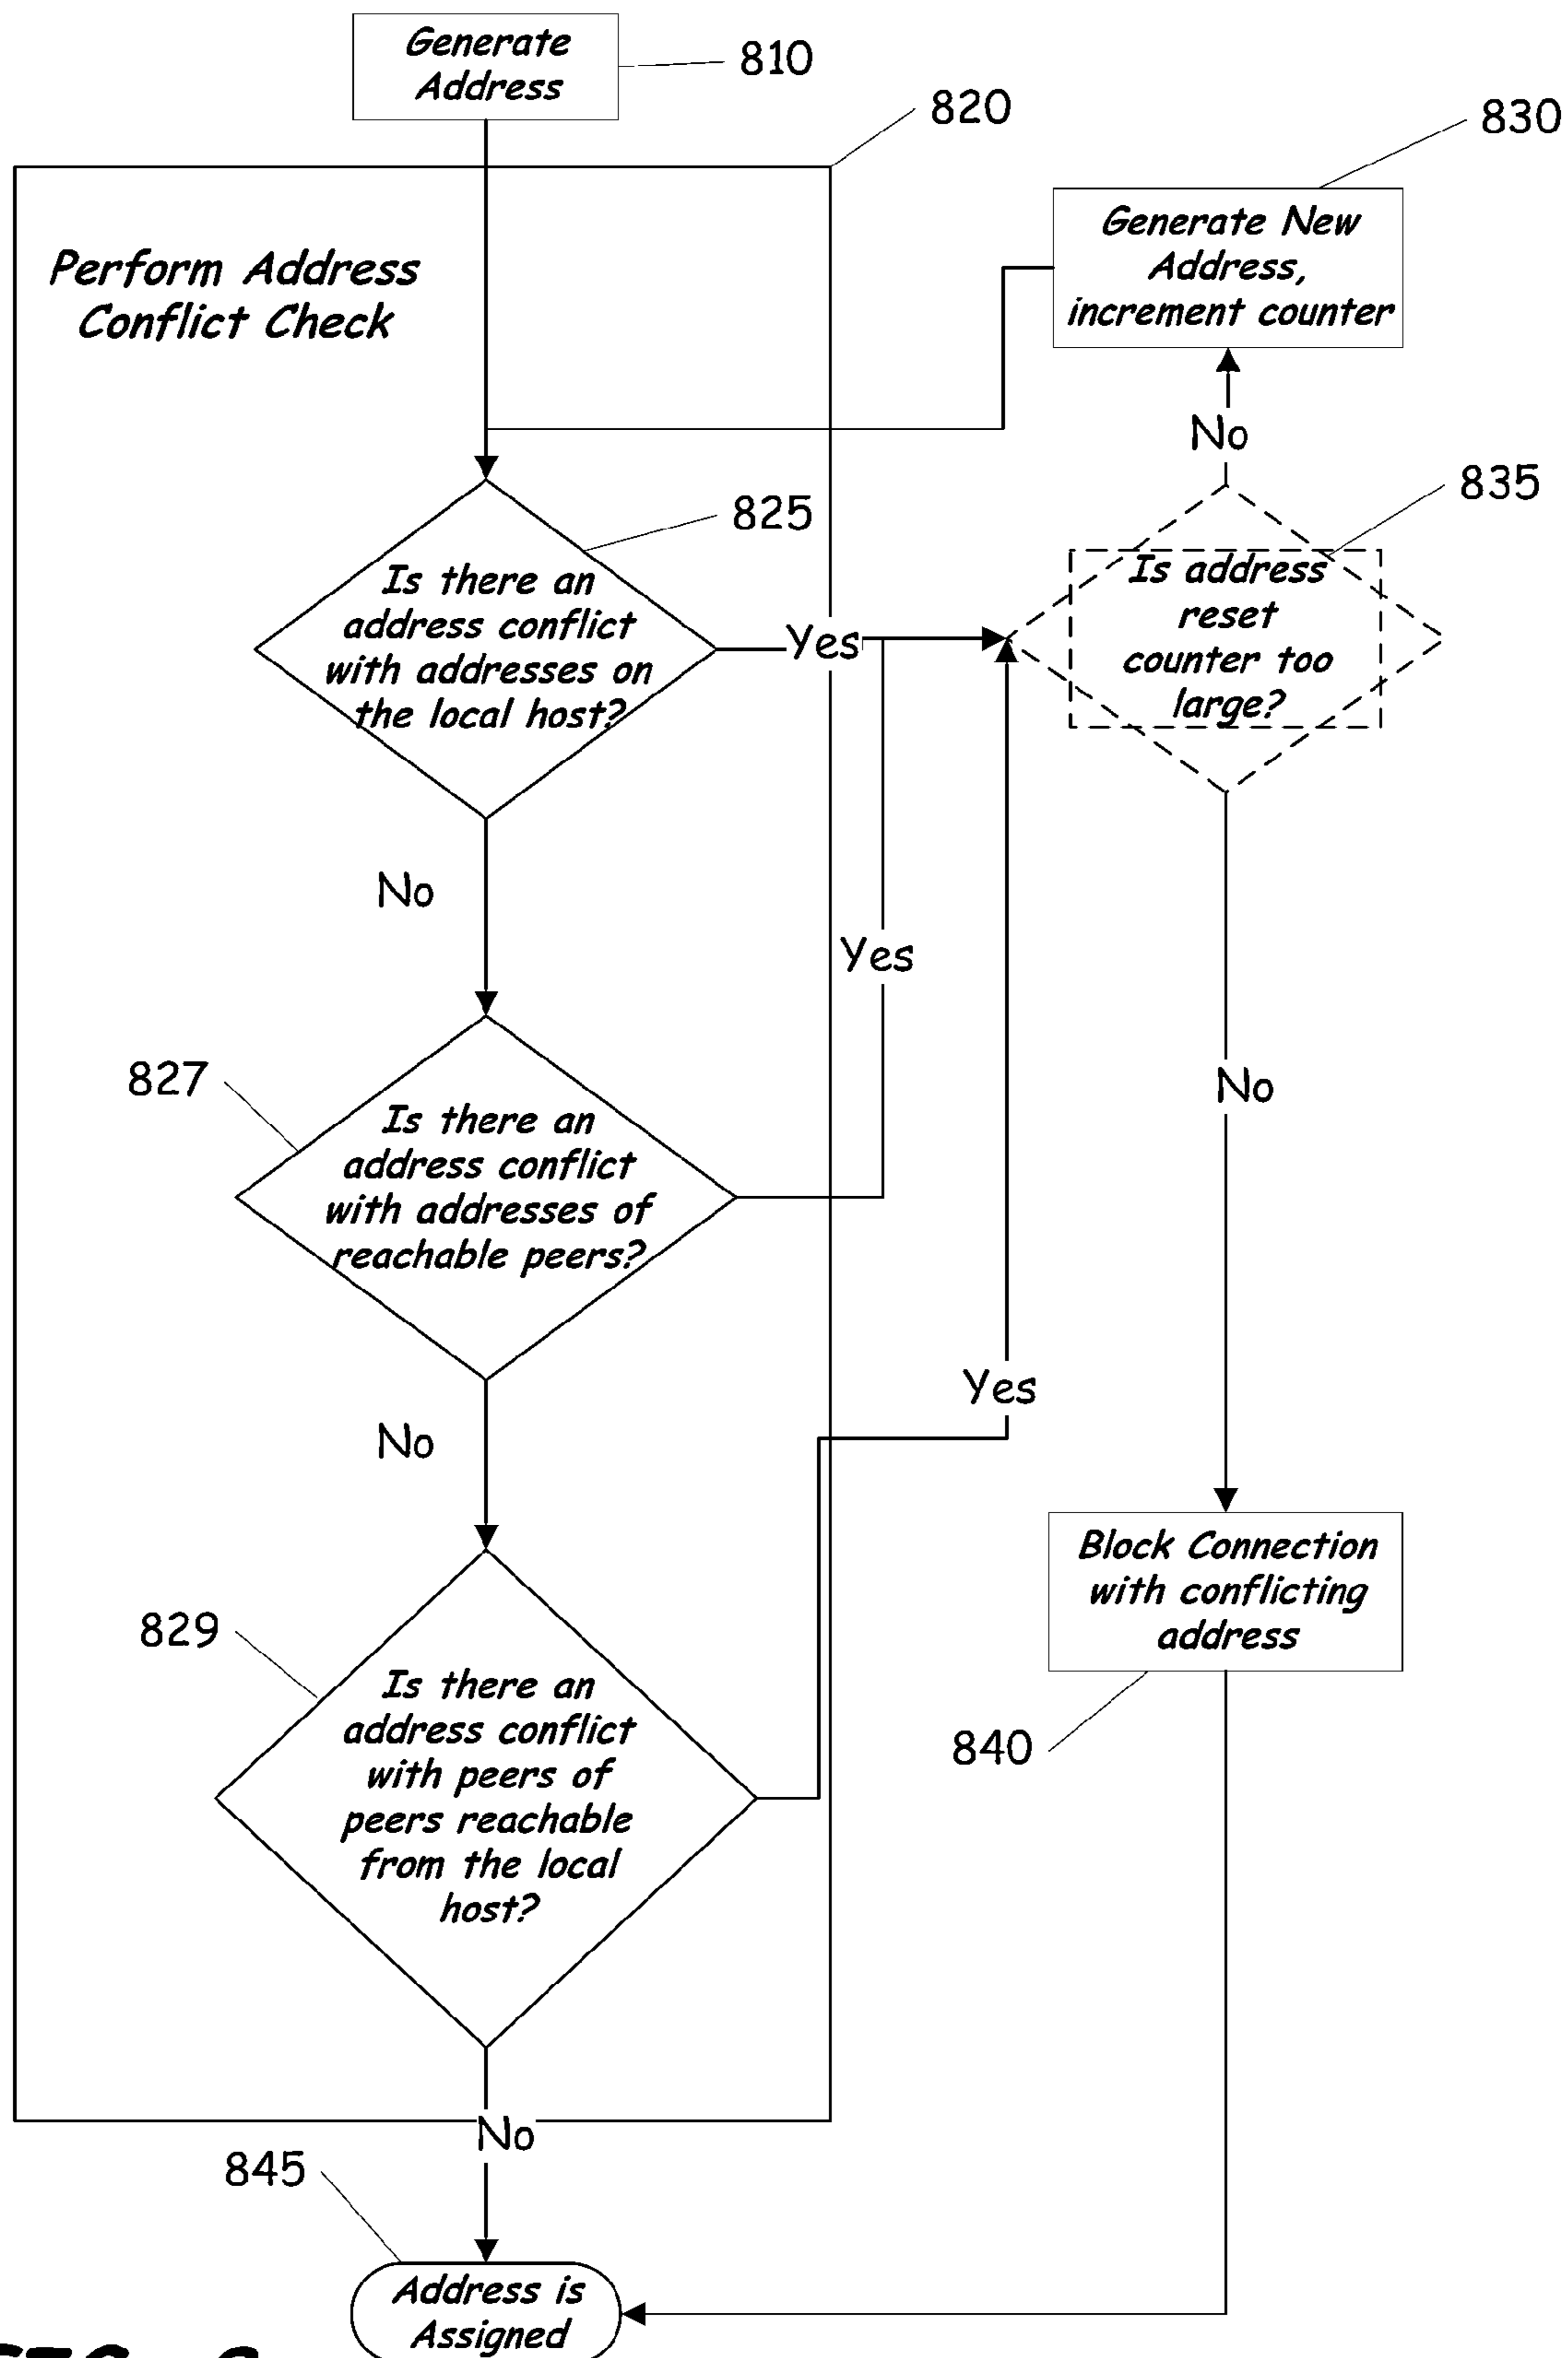 Generate
Address
810
820
830
Perform Address
Conflict Check
Generate New
Address,
increment counter
No
835
825
Is there an
address conflict
with addresses on
the local host?
Yes
Is address
reset
counter too
large?
No
Yes
827
No
Is there an
address conflict
with addresses of
reachable peers?
Yes
No
829
Block Connection
with conflicting
address
840
Is there an
address conflict
with peers of
peers reachable
from the local
host?
No
845
Address is
Assigned